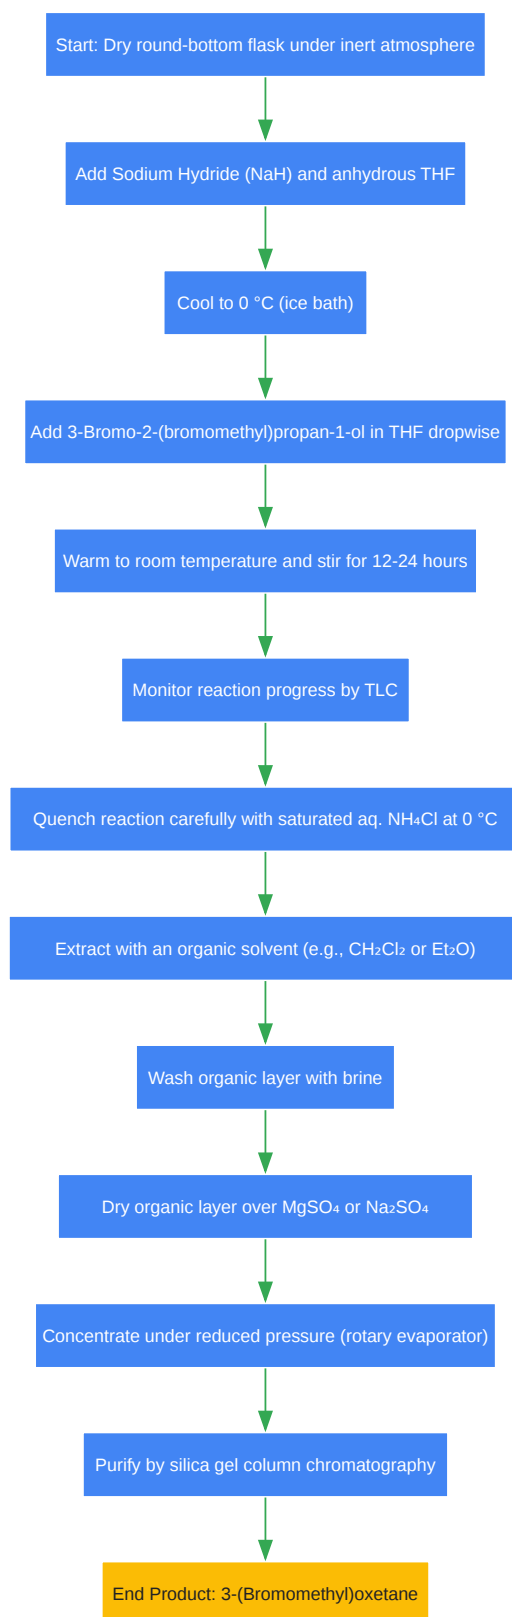 Start: Dry round-bottom flask under inert atmosphere
Add Sodium Hydride (NaH) and anhydrous THF
Cool to 0 °C (ice bath)
Add 3-Bromo-2-(bromomethyl)propan-1-ol in THF dropwise
Warm to room temperature and stir for 12-24 hours
Monitor reaction progress by TLC
Quench reaction carefully with saturated aq. NH₄Cl at 0 °C
Extract with an organic solvent (e.g., CH₂Cl₂ or Et₂O)
Wash organic layer with brine
Dry organic layer over MgSO₄ or Na₂SO₄
Concentrate under reduced pressure (rotary evaporator)
Purify by silica gel column chromatography
End Product: 3-(Bromomethyl)oxetane